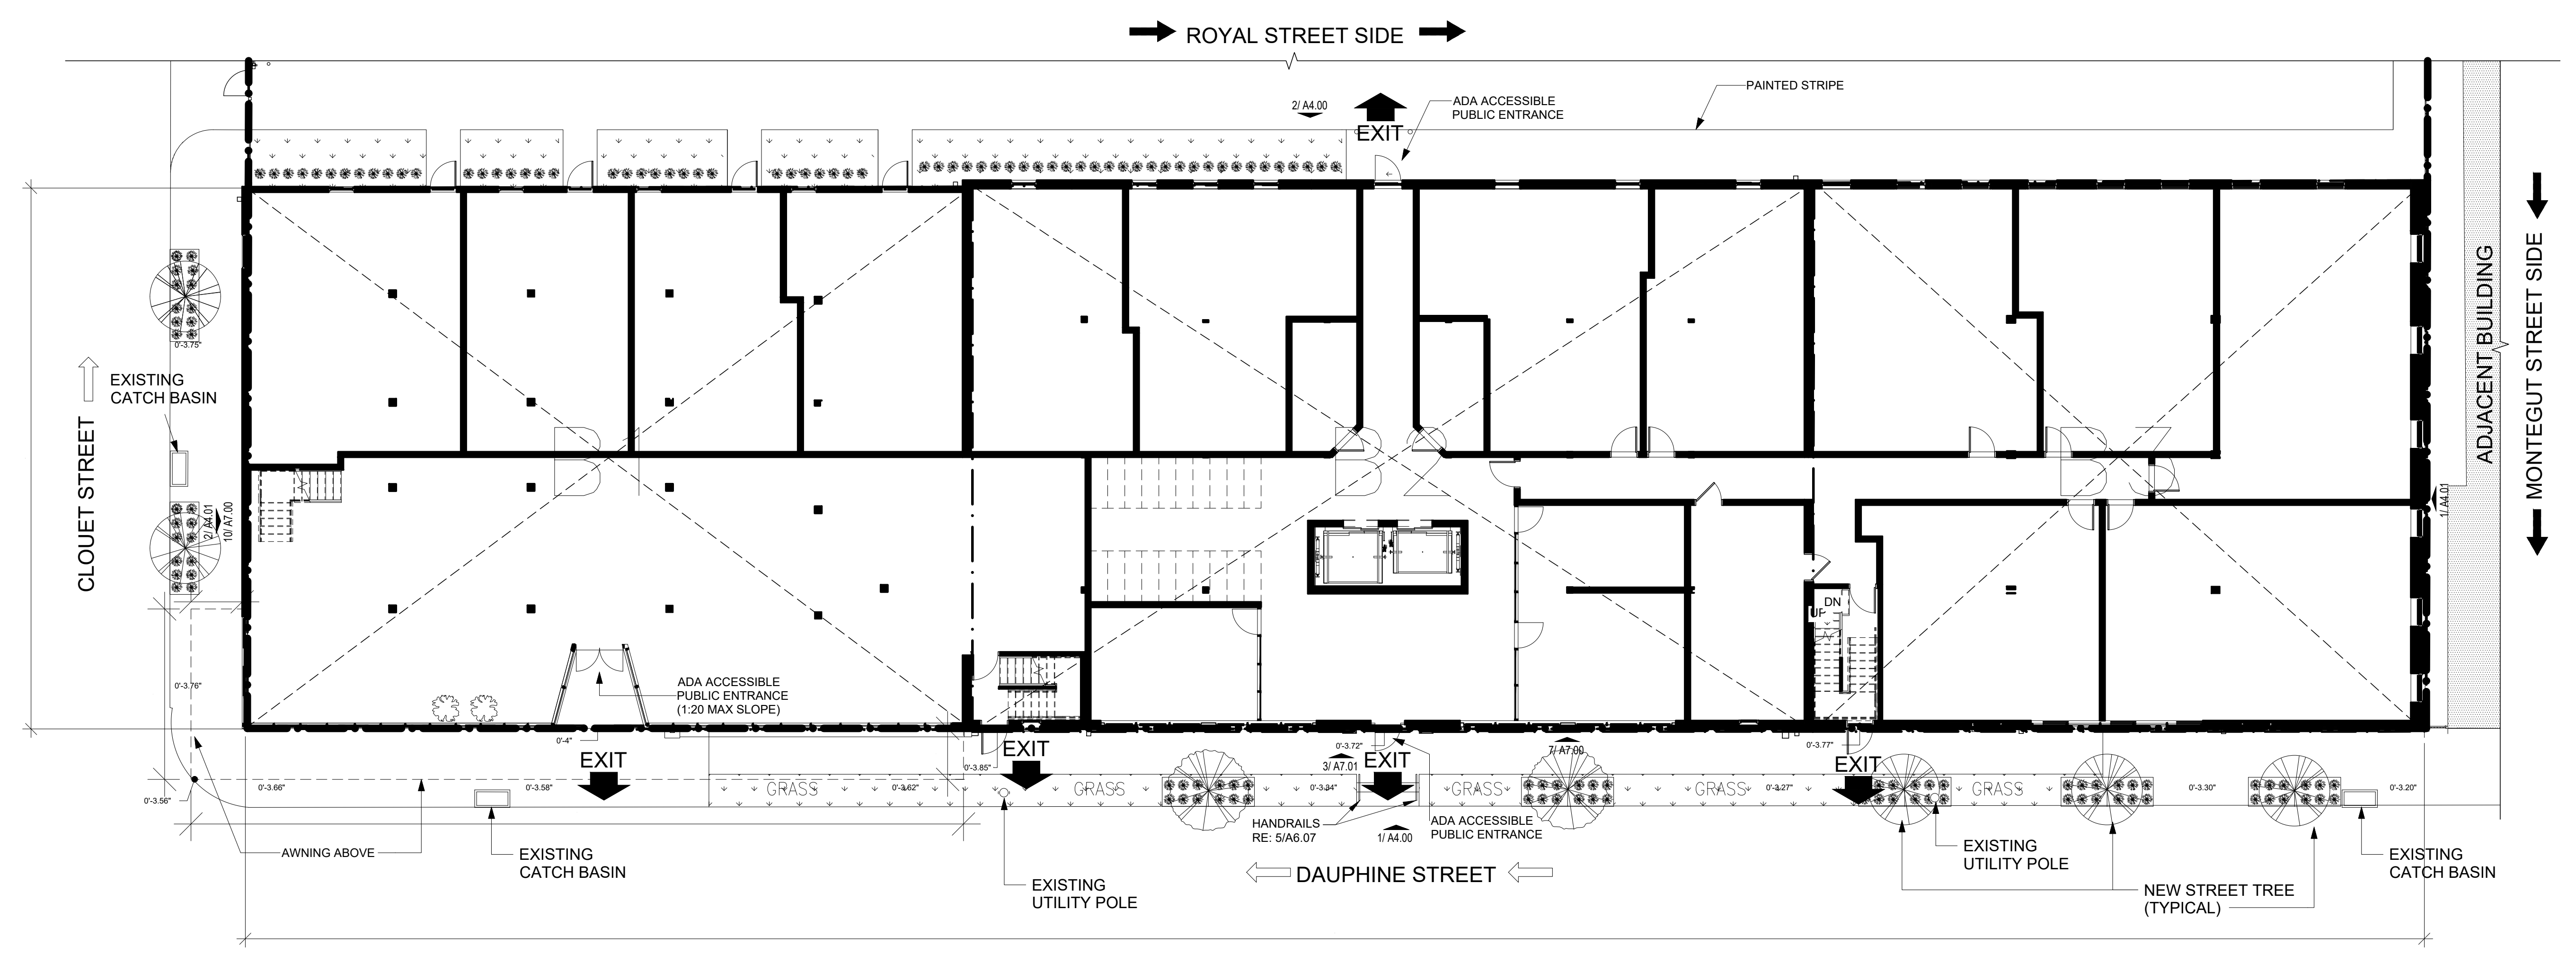 ROYAL STREET SIDE
PAINTED STRIPE
ADA ACCESSIBLE
PUBLIC ENTRANCE
2/ A4.00
EXIT
0'-3.75"
EXISTING
CATCH BASIN
CLOUET STREET
2/ A4.01
10/ A7.00
ADJACENT BUILDING
MONTEGUT STREET SIDE
1/ A4.01
DN
UP
0'-3.76"
ADA ACCESSIBLE
PUBLIC ENTRANCE
(1:20 MAX SLOPE)
0'-4"
EXIT
EXIT
0'-3.85"
0'-3.72"
3/ A7.01
EXIT
7/ A7.00
0'-3.77"
EXIT
0'-3.56"
0'-3.66"
0'-3.58"
GRASS
0'-3.62"
GRASS
GRASS
GRASS
0'-3.27"
GRASS
0'-3.30"
0'-3.20"
HANDRAILS
RE: 5/A6.07
1/ A4.00
ADA ACCESSIBLE
PUBLIC ENTRANCE
AWNING ABOVE
EXISTING
CATCH BASIN
EXISTING
UTILITY POLE
DAUPHINE STREET
EXISTING
UTILITY POLE
NEW STREET TREE
(TYPICAL)
EXISTING
CATCH BASIN